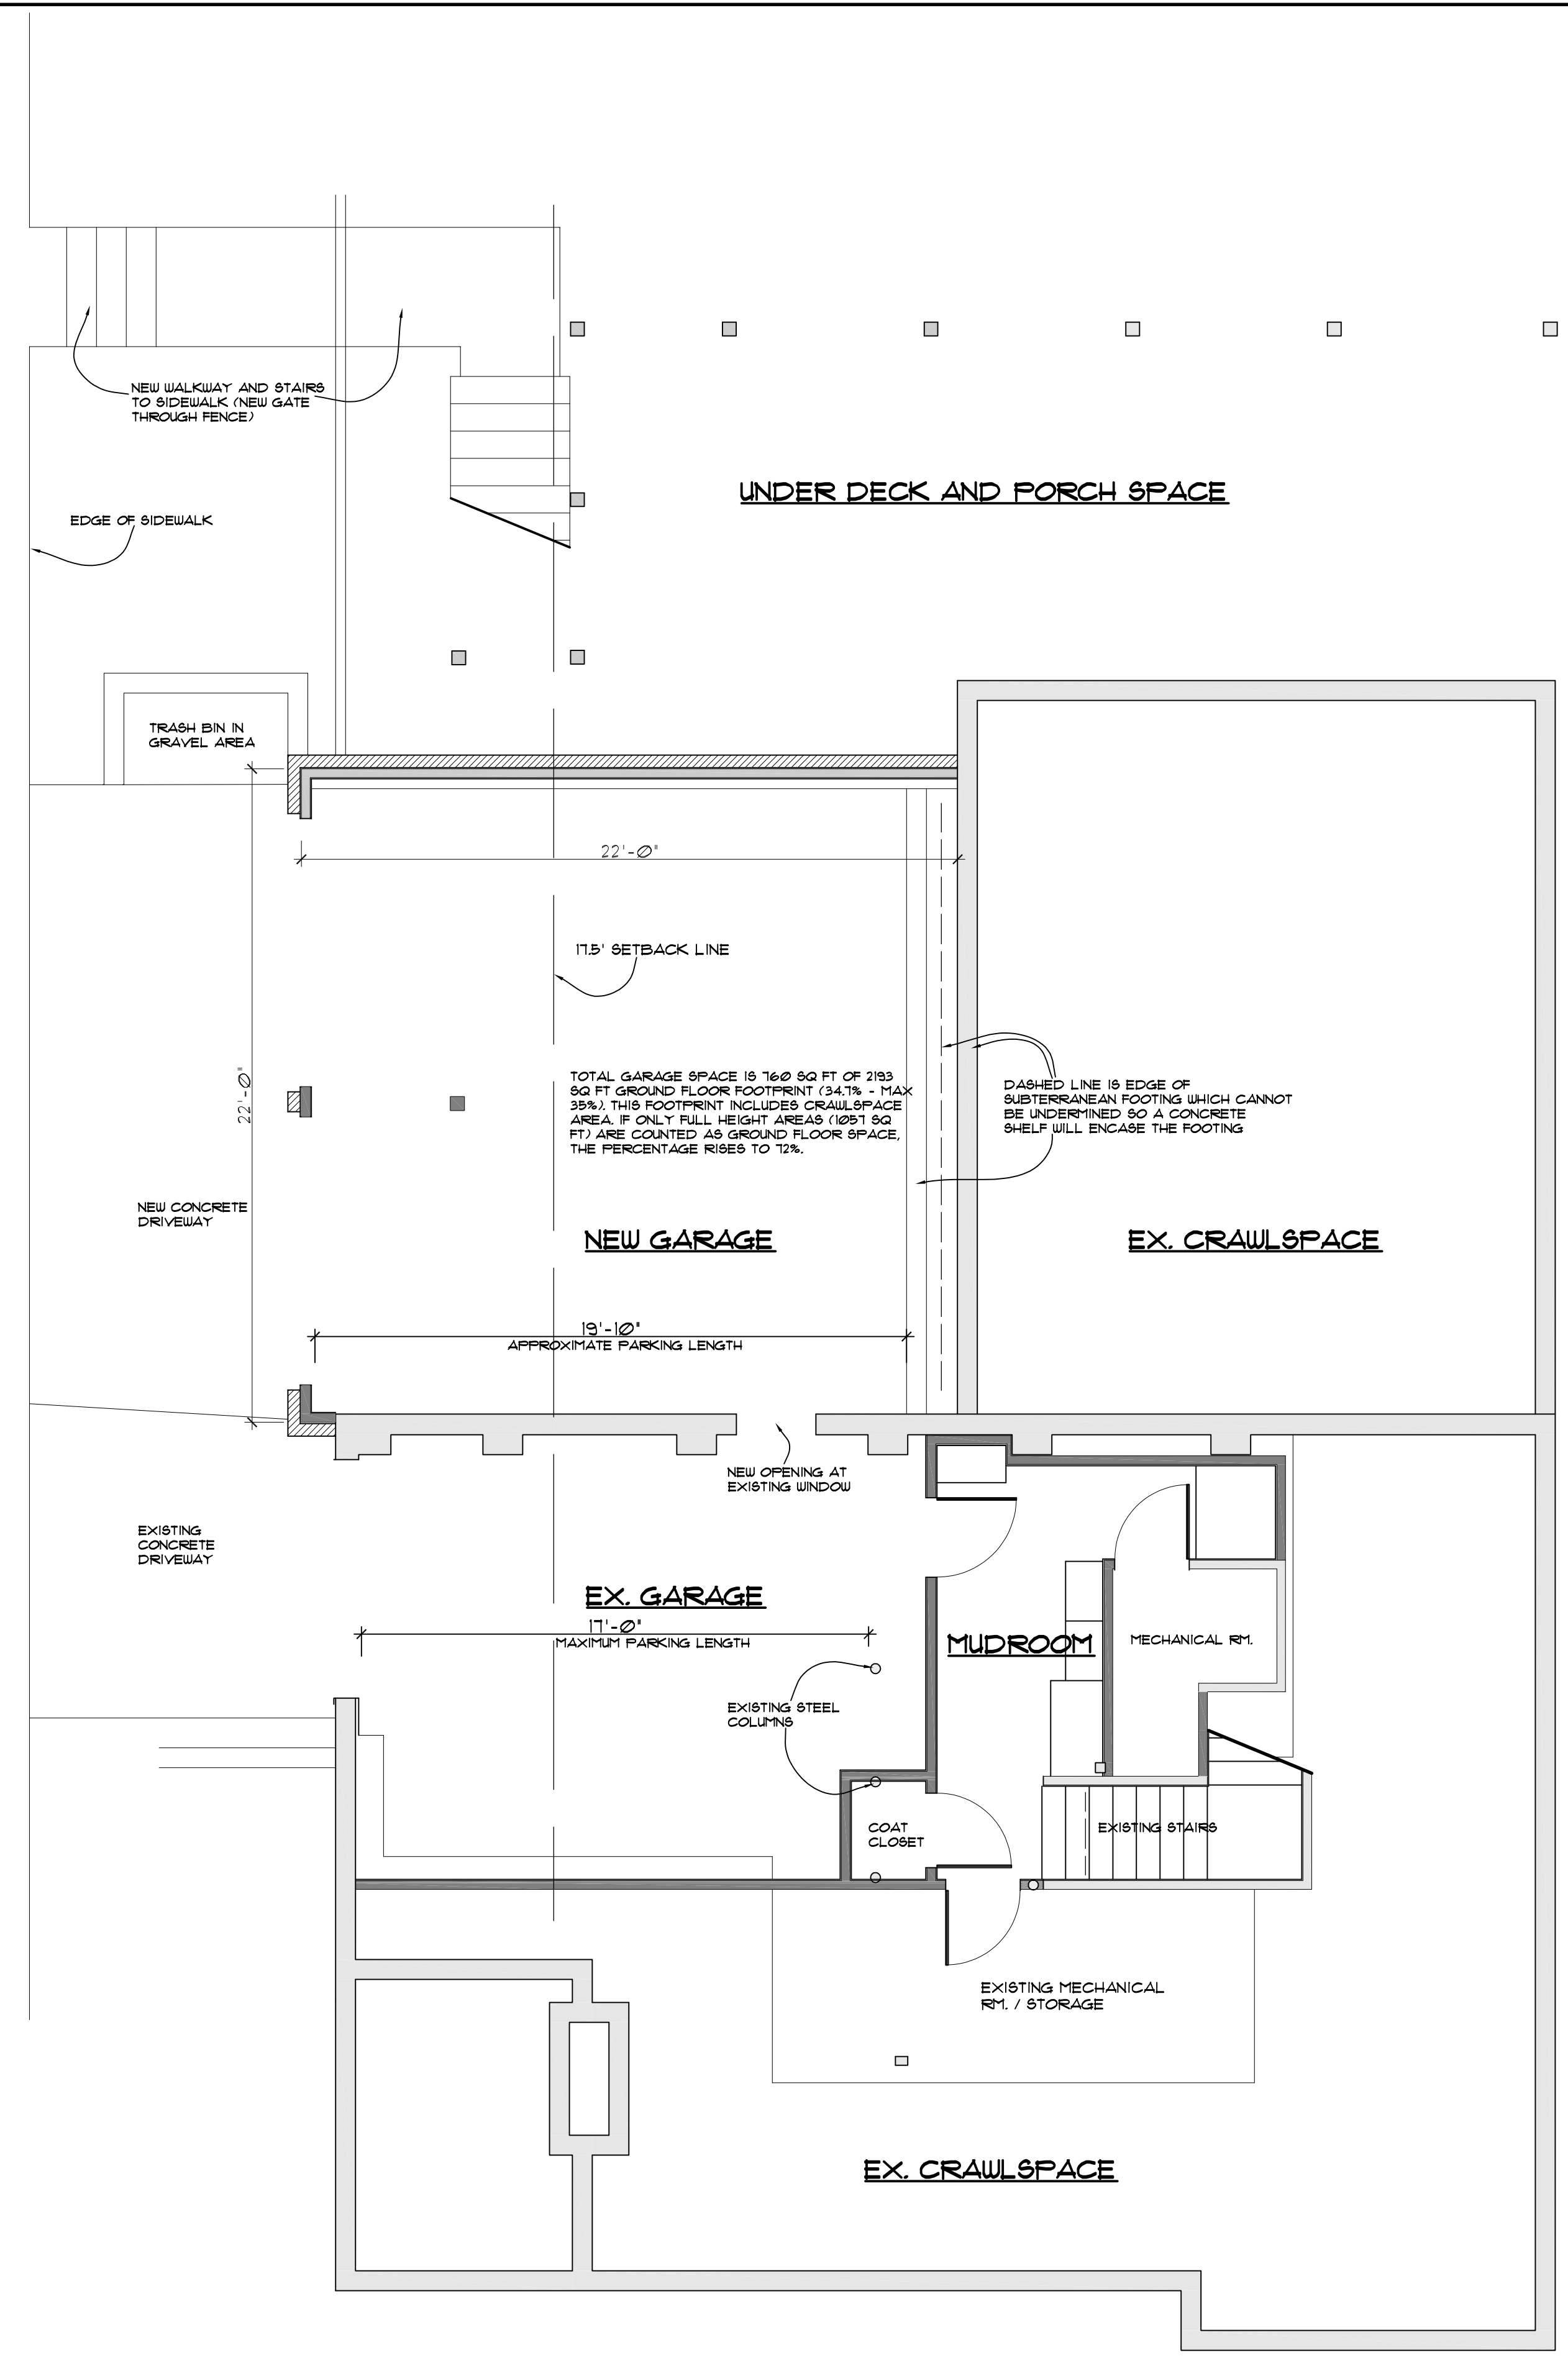 NEW WALKWAY AND STAIRS
TO SIDEWALK (NEW GATE
THROUGH FENCE)
UNDER DECK AND PORCH SPACE
EDGE OF SIDEWALK
TRASH BIN IN
GRAVEL AREA
22'-0"
17.5' SETBACK LINE
22'-0"
TOTAL GARAGE SPACE IS 760 SQ FT OF 2193
SQ FT GROUND FLOOR FOOTPRINT (34.7% - MAX
35%). THIS FOOTPRINT INCLUDES CRAWLSPACE
AREA. IF ONLY FULL HEIGHT AREAS (1057 SQ
FT) ARE COUNTED AS GROUND FLOOR SPACE,
THE PERCENTAGE RISES TO 72%.
DASHED LINE IS EDGE OF
SUBTERRANEAN FOOTING WHICH CANNOT
BE UNDERMINED SO A CONCRETE
SHELF WILL ENCASE THE FOOTING
NEW CONCRETE
DRIVEWAY
NEW GARAGE
EX. CRAWLSPACE
19'-10"
APPROXIMATE PARKING LENGTH
NEW OPENING AT
EXISTING WINDOW
EXISTING
CONCRETE
DRIVEWAY
EX. GARAGE
17'-0"
MAXIMUM PARKING LENGTH
MUDROOM
MECHANICAL RM.
EXISTING STEEL
COLUMNS
COAT
CLOSET
EXISTING STAIRS
EXISTING MECHANICAL
RM. / STORAGE
EX. CRAWLSPACE